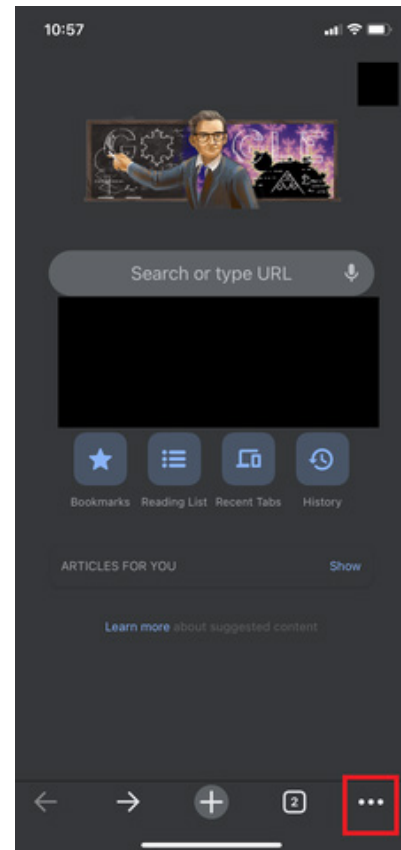 10:57
GOOGLE
Search or type URL
Bookmarks Reading List Recent Tabs History
ARTICLES FOR YOU Show
Learn more about suggested content
2